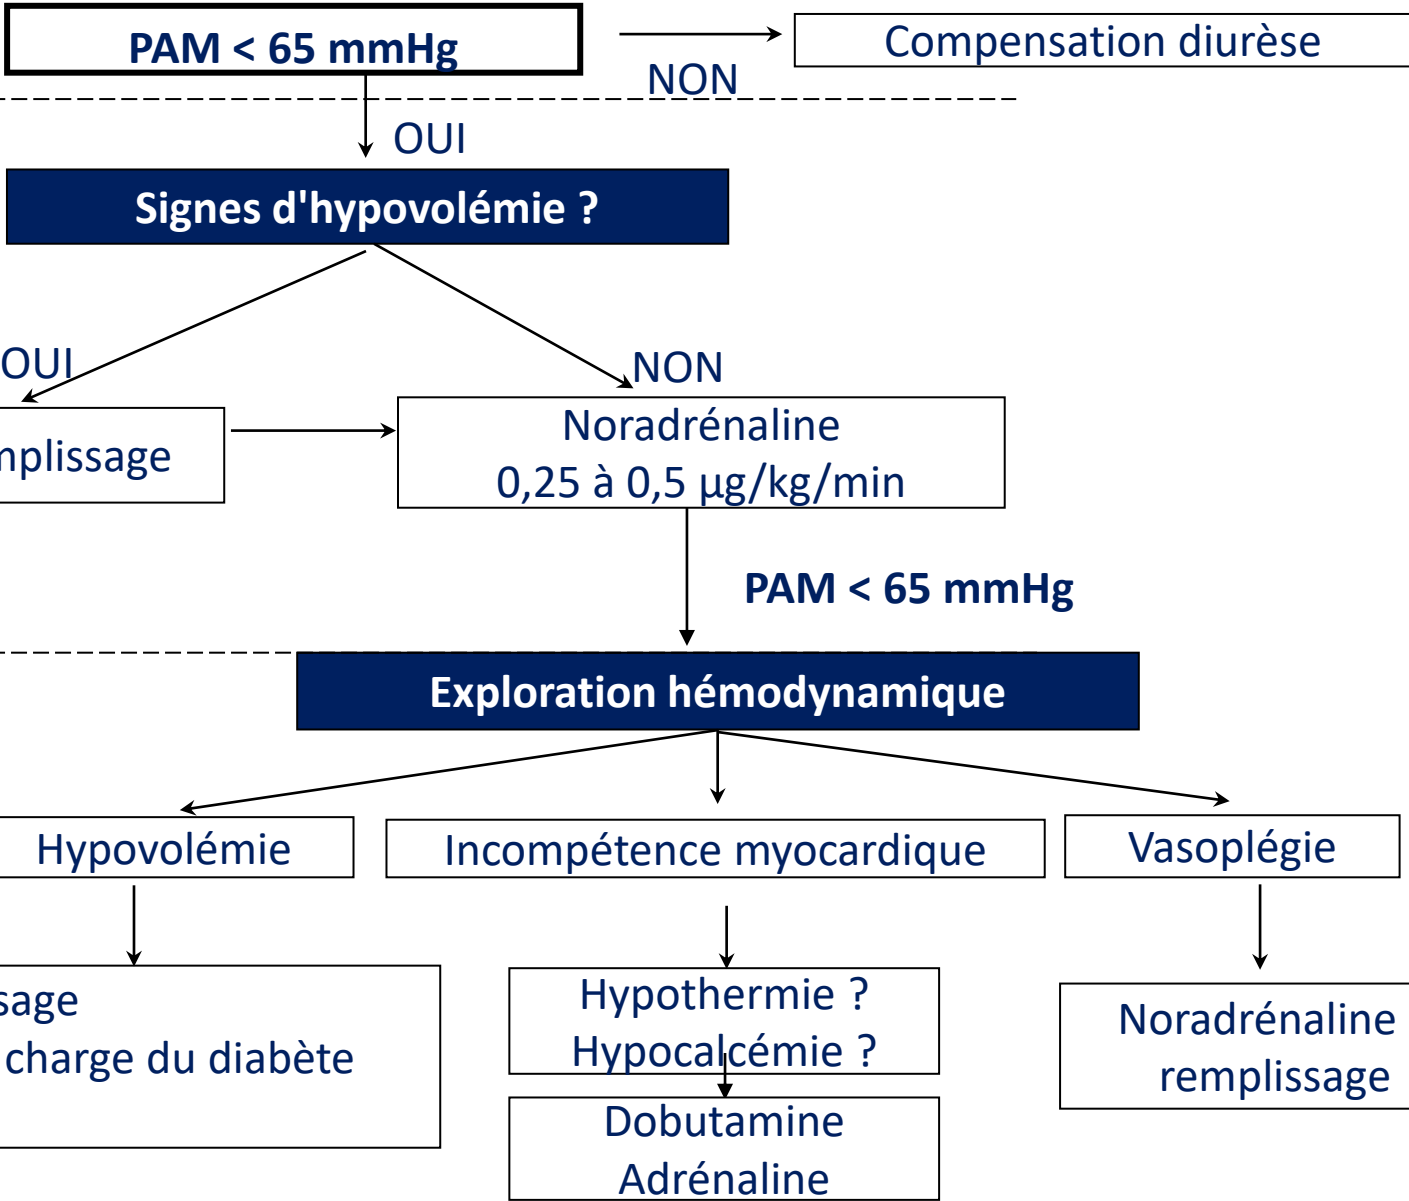 PAM < 65 mmHg
Compensation diurèse
NON
OUI
Signes d'hypovolémie ?
OUI
NON
mplissage
Noradrénaline
0,25 à 0,5 µg/kg/min
PAM < 65 mmHg
Exploration hémodynamique
Hypovolémie
Incompétence myocardique
Vasoplégie
sage
charge du diabète
Hypothermie ?
Hypocalcémie ?
Noradrénaline
remplissage
Dobutamine
Adrénaline